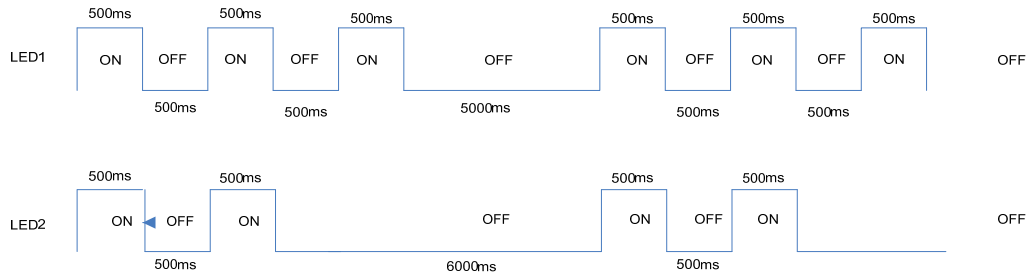 500ms 500ms 500ms 500ms 500ms 500ms
LED1 ON OFF ON OFF ON OFF ON OFF ON OFF ON OFF
500ms 500ms 5000ms 500ms 500ms
500ms 500ms 500ms 500ms
LED2 ON OFF ON OFF ON OFF ON OFF
500ms 6000ms 500ms